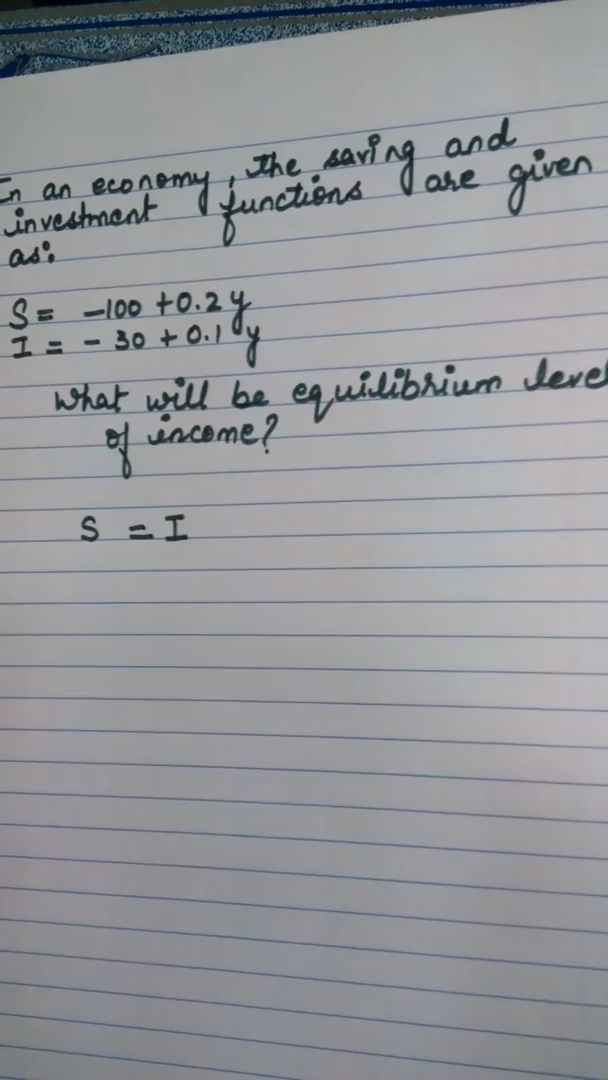 In an economy, the saving and
investment functions are given
as:
S = -100 + 0.2y
I = - 30 + 0.1y
What will be equilibrium level
of income?
S = I